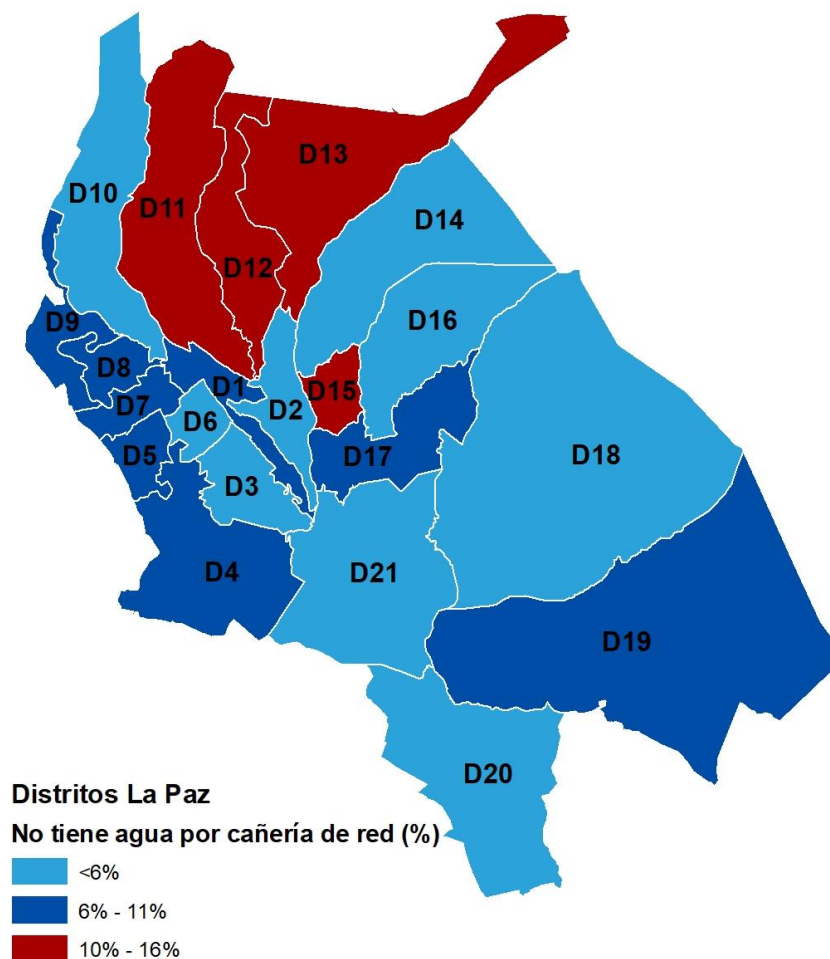 D13
D10
D11
D14
D12
D16
D9
D8
D1
D15
D7
D2
D6
D5
D17
D18
D3
D4
D21
D19
D20
Distritos La Paz
No tiene agua por cañería de red (%)
<6%
6% - 11%
10% - 16%